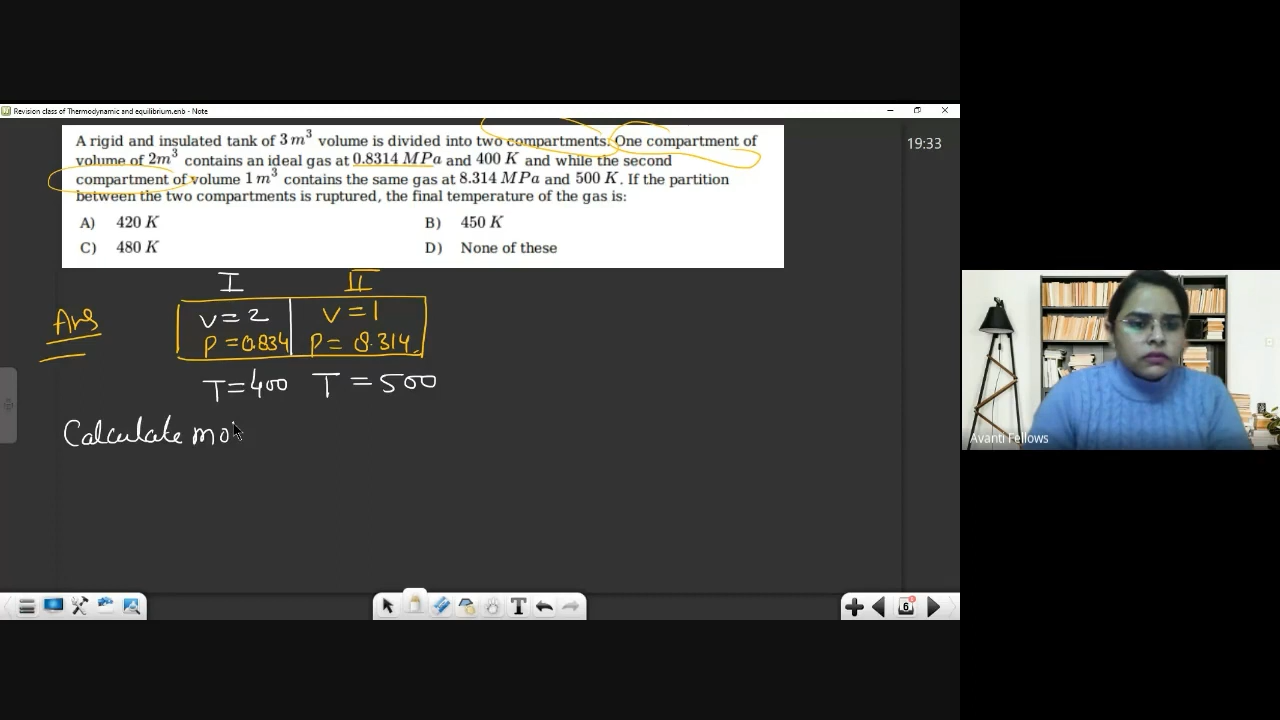 Revision class of Thermodynamic and equilibrium.enb - Note
A rigid and insulated tank of 3 m³ volume is divided into two compartments. One compartment of
volume of 2m³ contains an ideal gas at 0.8314 MPa and 400 K and while the second
compartment of volume 1 m³ contains the same gas at 8.314 MPa and 500 K. If the partition
between the two compartments is ruptured, the final temperature of the gas is:
A) 420 K B) 450 K
C) 480 K D) None of these
19:33
I II
Ans
V = 2 V = 1
P = 0.834 P = 8.314
T = 400 T = 500
Calculate mo
Avanti Fellows
T
6